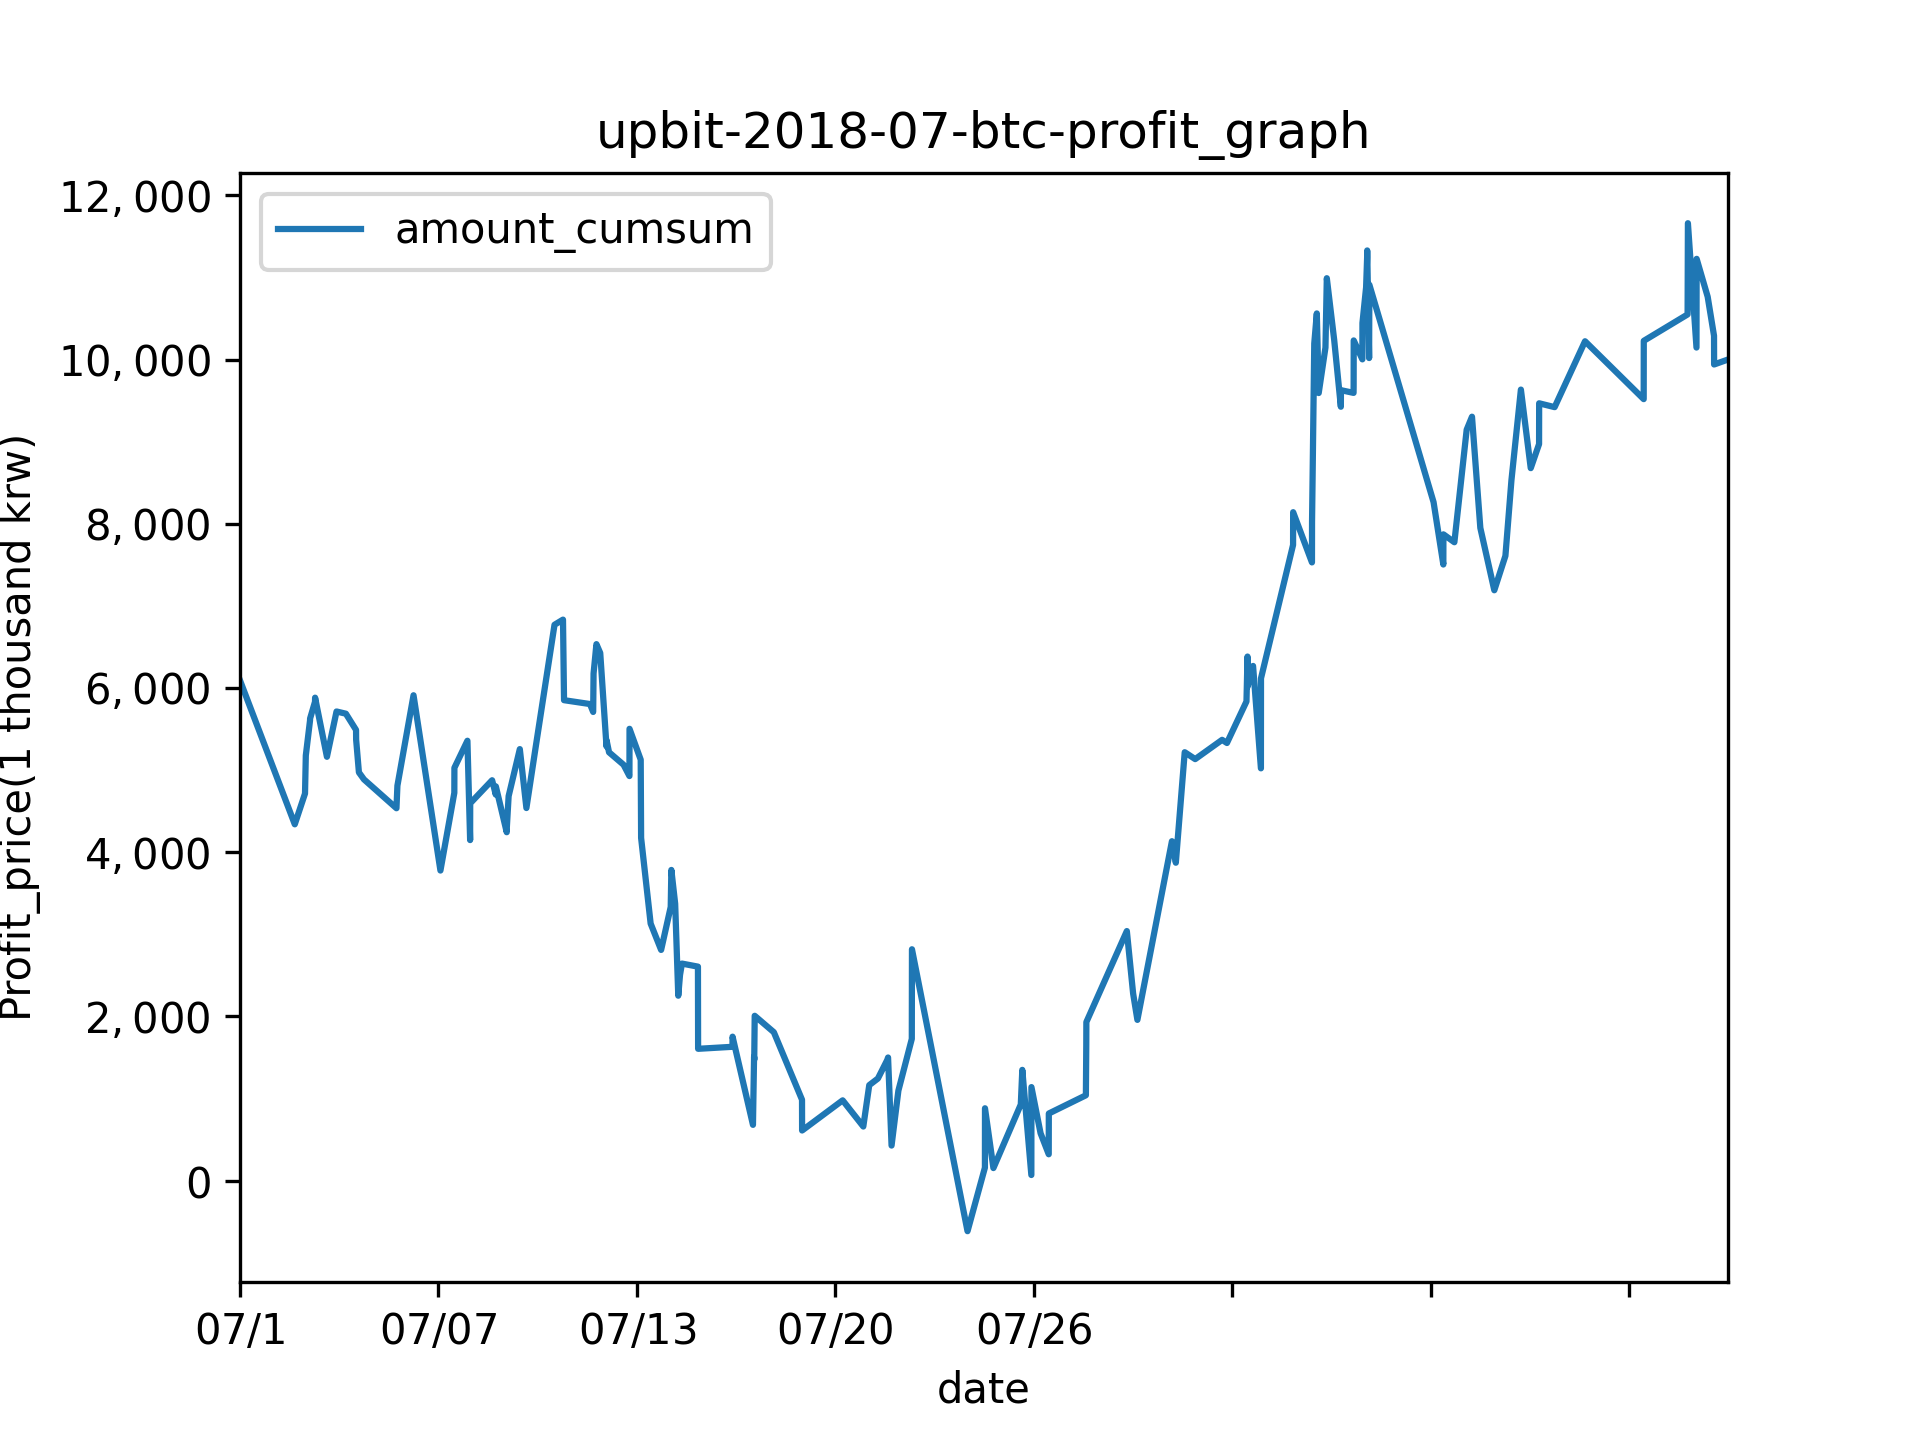 upbit-2018-07-btc-profit_graph
amount_cumsum
12,000
10,000
8,000
6,000
4,000
2,000
0
Profit_price(1 thousand krw)
07/1 07/07 07/13 07/20 07/26
date